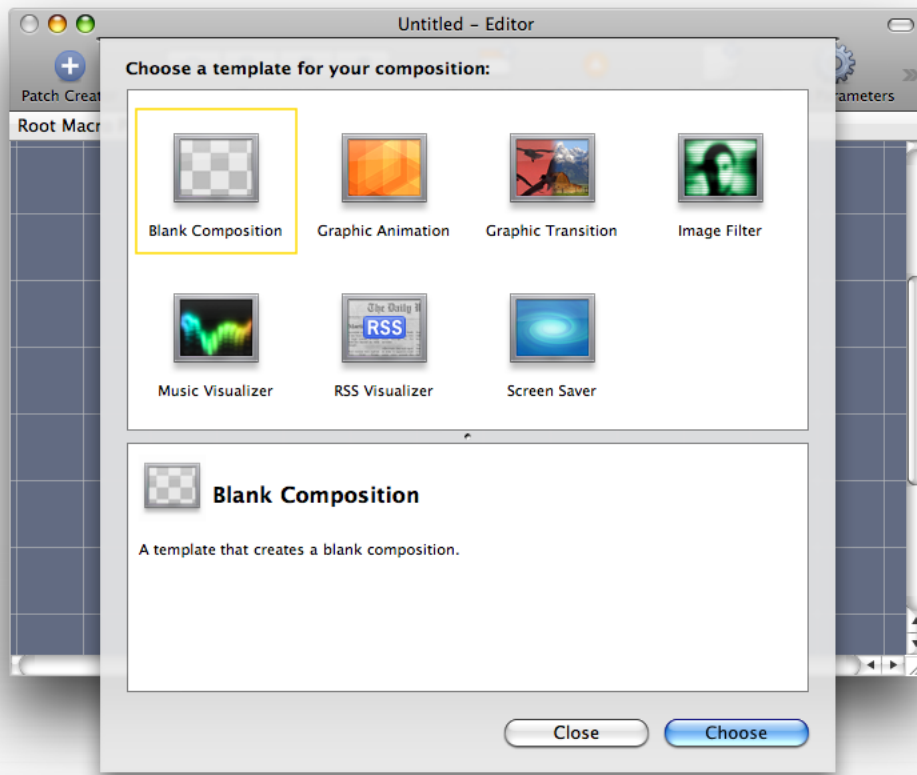 Untitled – Editor
Patch Creat
rameters
Root Macr
Choose a template for your composition:
Blank Composition
Graphic Animation
Graphic Transition
Image Filter
The Daily
RSS
Music Visualizer
RSS Visualizer
Screen Saver
Blank Composition
A template that creates a blank composition.
Close
Choose